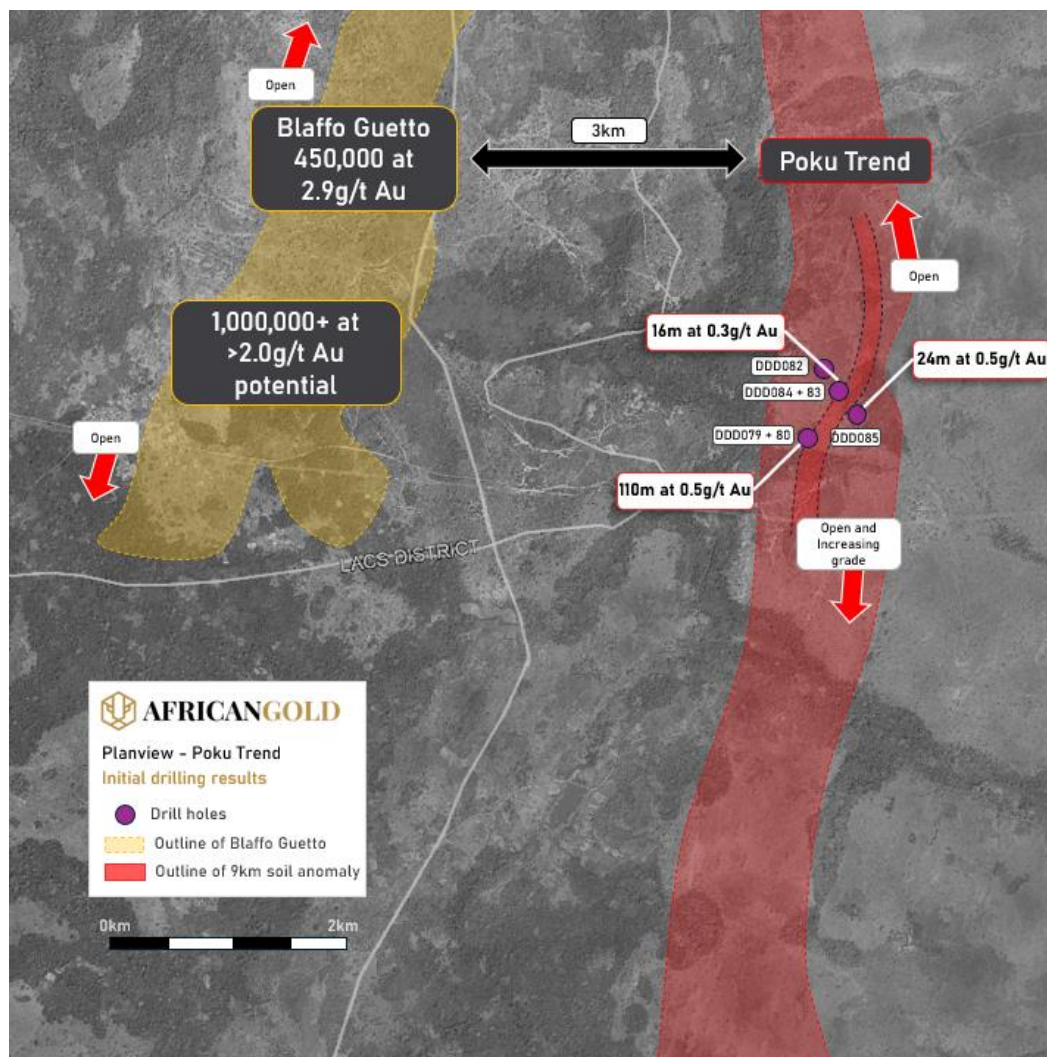 Open
Blaffo Guetto
450,000 at
2.9g/t Au
3km
Poku Trend
Open
1,000,000+ at
>2.0g/t Au
potential
16m at 0.3g/t Au
24m at 0.5g/t Au
DDD082
DDD084 + 83
DDD079 + 80
DDD085
Open
110m at 0.5g/t Au
Open and
Increasing
grade
LACS DISTRICT
AFRICANGOLD
Planview - Poku Trend
Initial drilling results
Drill holes
Outline of Blaffo Guetto
Outline of 9km soil anomaly
0km
2km